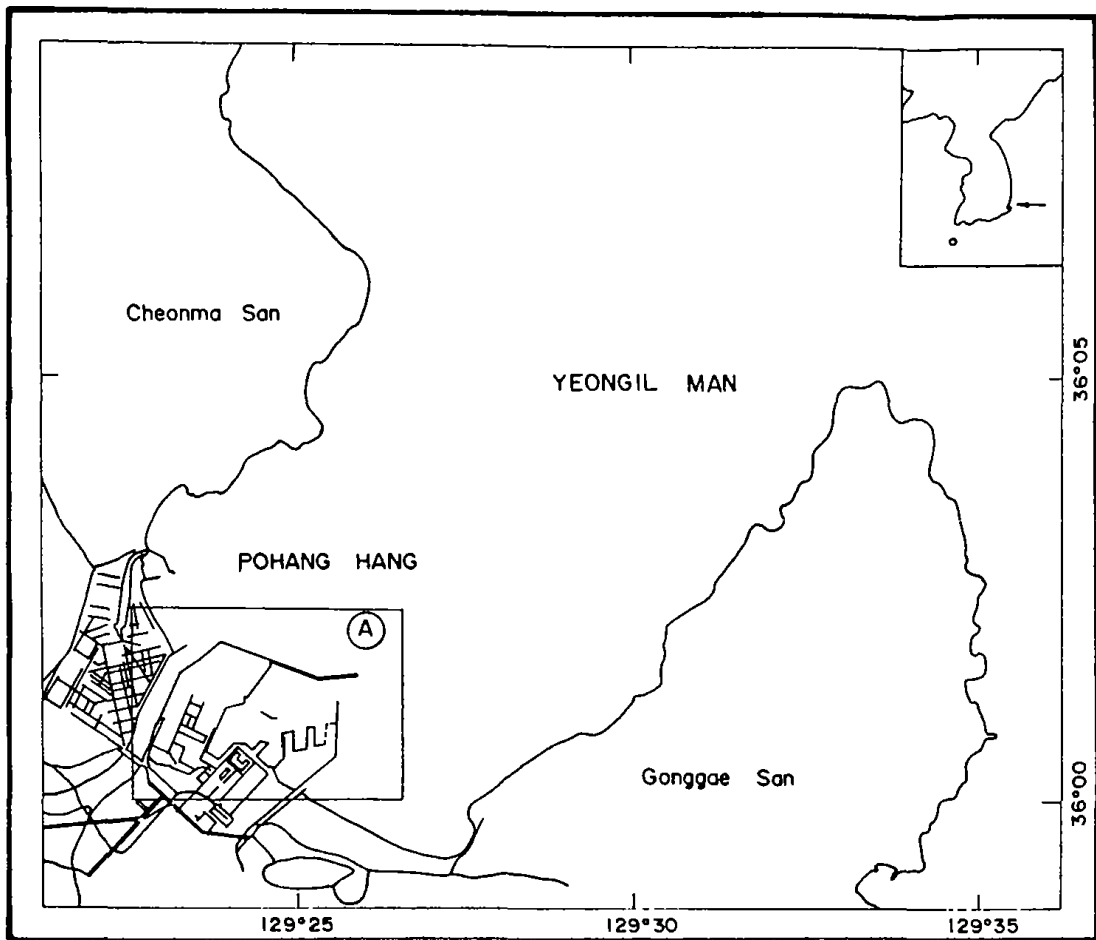 Cheonma San
YEONGIL MAN
36°05
POHANG HANG
A
Gonggae San
36°00
129°25
129°30
129°35